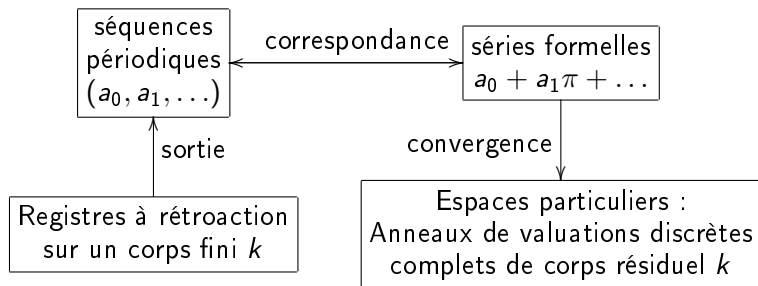 séquences
périodiques
(a₀, a₁, …)
correspondance
séries formelles
a₀ + a₁π + …
sortie
convergence
Registres à rétroaction
sur un corps fini k
Espaces particuliers :
Anneaux de valuations discrètes
complets de corps résiduel k